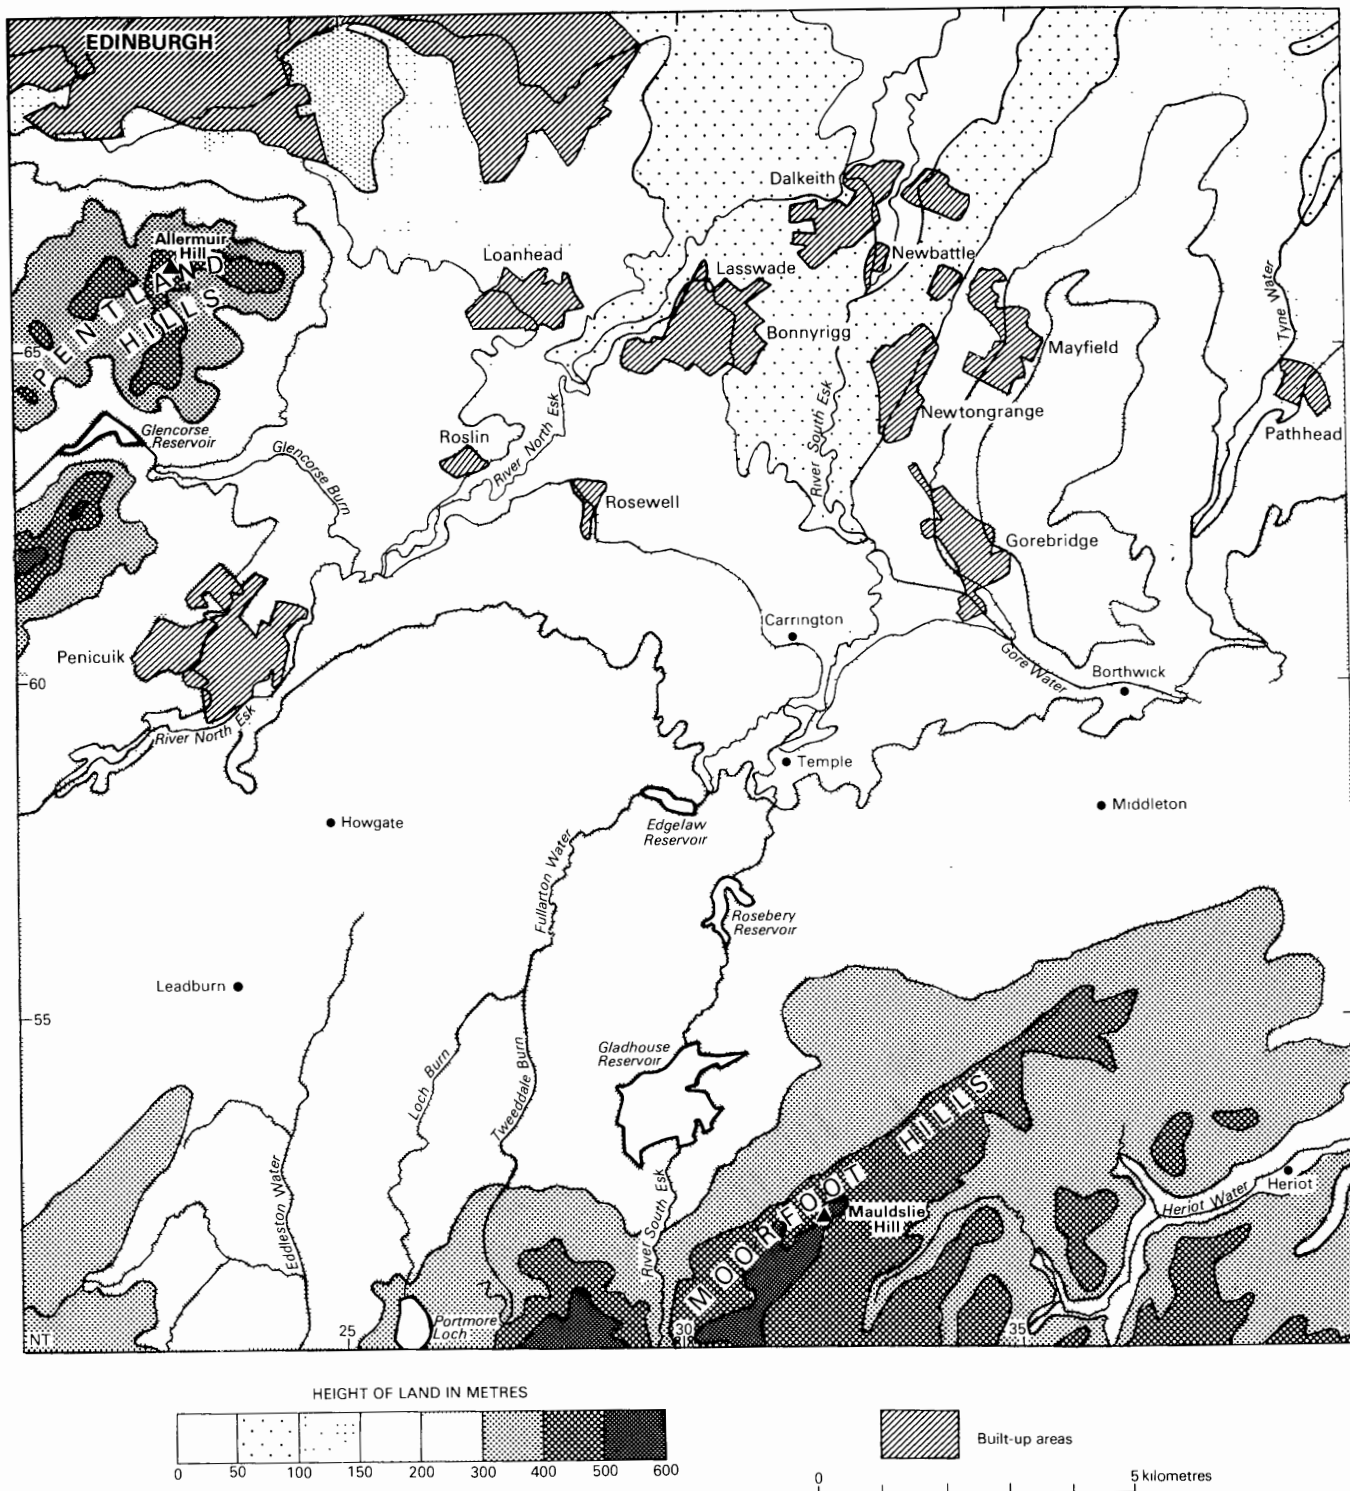 EDINBURGH
Dalkeith
Allermuir
Hill
PENTLAND
HILLS
Loanhead
Newbattle
Lasswade
Tyne Water
Bonnyrigg
Mayfield
65
River South Esk
River North Esk
Newtongrange
Glencorse
Reservoir
Roslin
Glencorse Burn
Pathhead
Rosewell
Gorebridge
Carrington
Penicuik
60
Gore Water
Borthwick
River North Esk
Temple
Middleton
Howgate
Edgelaw
Reservoir
Fullarton Water
Rosebery
Reservoir
Leadburn
55
Gladhouse
Reservoir
Loch Burn
Tweeddale Burn
MOORFOOT HILLS
Eddleston Water
River South Esk
Mauldslie
Hill
Heriot Water
Heriot
Portmore
Loch
NT
25
30
35
HEIGHT OF LAND IN METRES
0 50 100 150 200 300 400 500 600
Built-up areas
0 5 kilometres